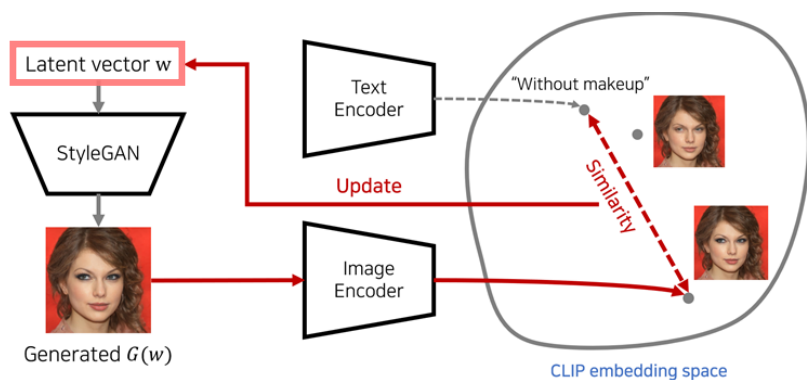 Latent vector w
StyleGAN
Generated G(w)
Text
Encoder
Update
Image
Encoder
“Without makeup”
Similarity
CLIP embedding space